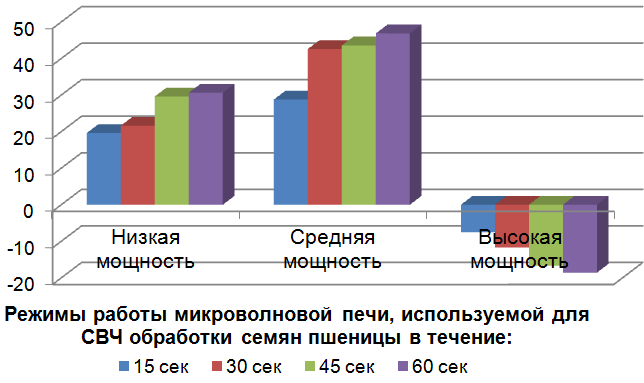 50
40
30
20
10
0
-10
-20
Низкая
мощность
Средняя
мощность
Высокая
мощность
Режимы работы микроволновой печи, используемой для
СВЧ обработки семян пшеницы в течение:
15 сек 30 сек 45 сек 60 сек